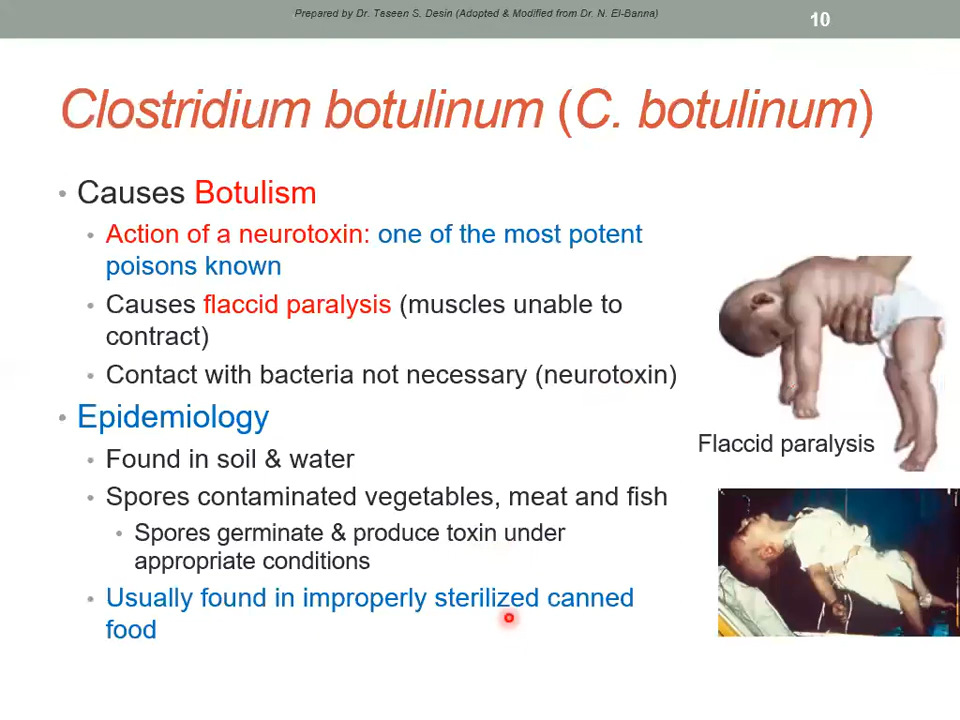 Prepared by Dr. Taseen S. Desin (Adopted & Modified from Dr. N. El-Banna)
10
Clostridium botulinum (C. botulinum)
• Causes Botulism
• Action of a neurotoxin: one of the most potent
poisons known
• Causes flaccid paralysis (muscles unable to
contract)
• Contact with bacteria not necessary (neurotoxin)
• Epidemiology
• Found in soil & water
• Spores contaminated vegetables, meat and fish
• Spores germinate & produce toxin under
appropriate conditions
• Usually found in improperly sterilized canned
food
Flaccid paralysis